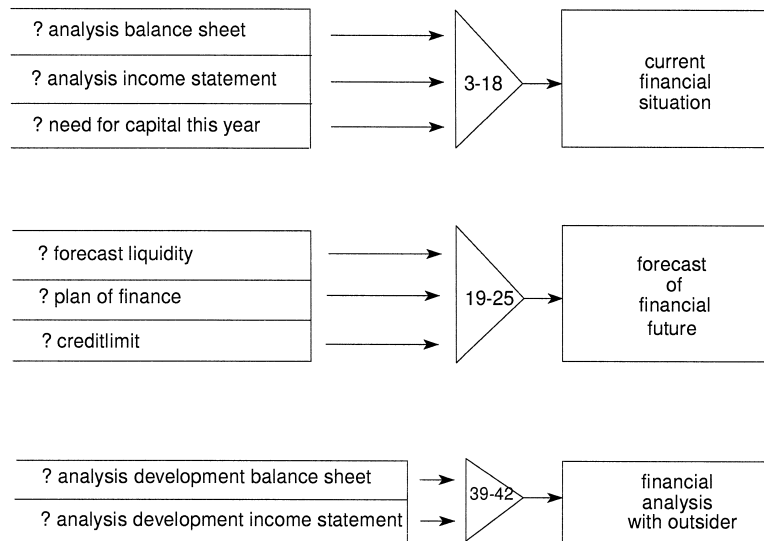 ? analysis balance sheet
? analysis income statement
? need for capital this year
3-18
current
financial
situation
? forecast liquidity
? plan of finance
? creditlimit
19-25
forecast
of
financial
future
? analysis development balance sheet
? analysis development income statement
39-42
financial
analysis
with outsider